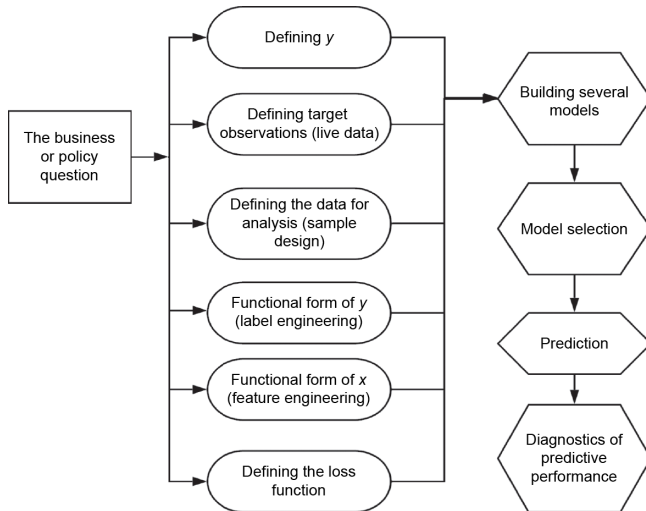 The business
or policy
question
Defining y
Defining target
observations (live data)
Defining the data for
analysis (sample
design)
Functional form of y
(label engineering)
Functional form of x
(feature engineering)
Defining the loss
function
Building several
models
Model selection
Prediction
Diagnostics of
predictive
performance